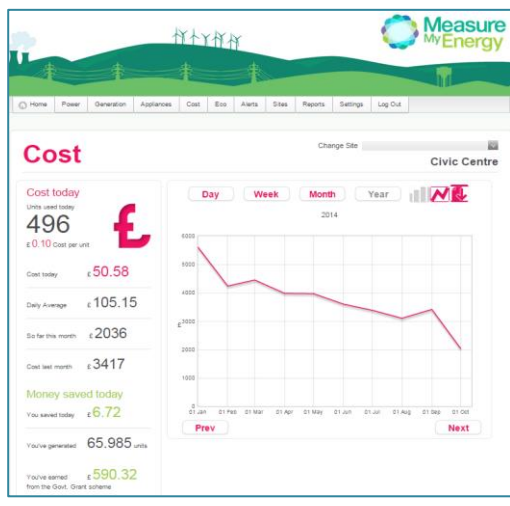 Measure
My Energy
Home Power Generation Appliances Cost Eco Alerts Sites Reports Settings Log Out
Cost
Change Site
Civic Centre
Cost today
Units used today
496
£ 0.10 Cost per unit
£
Cost today £ 50.58
Daily Average £ 105.15
So far this month £ 2036
Cost last month £ 3417
Money saved today
You saved today £ 6.72
You've generated 65.985 units
You've earned £ 590.32
from the Govt. Grant scheme
Day Week Month Year
2014
6000
5000
4000
£
3000
2000
1000
0
01 Jan 01 Feb 01 Mar 01 Apr 01 May 01 Jun 01 Jul 01 Aug 01 Sep 01 Oct
Prev Next